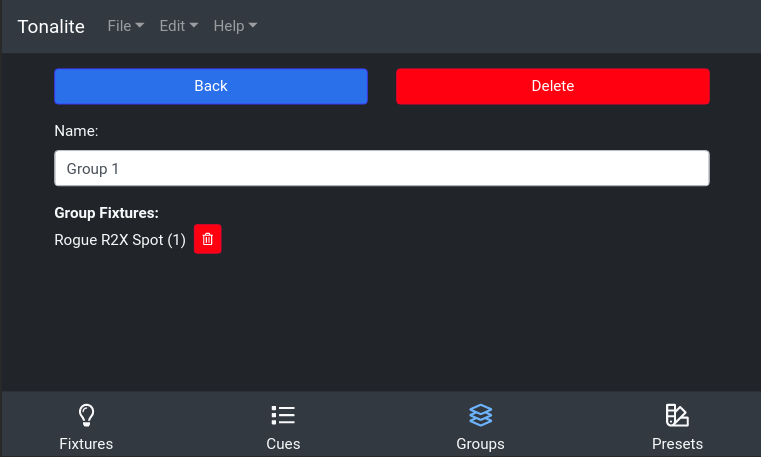 Tonalite File Edit Help
Back Delete
Name:
Group 1
Group Fixtures:
Rogue R2X Spot (1)
Fixtures Cues Groups Presets